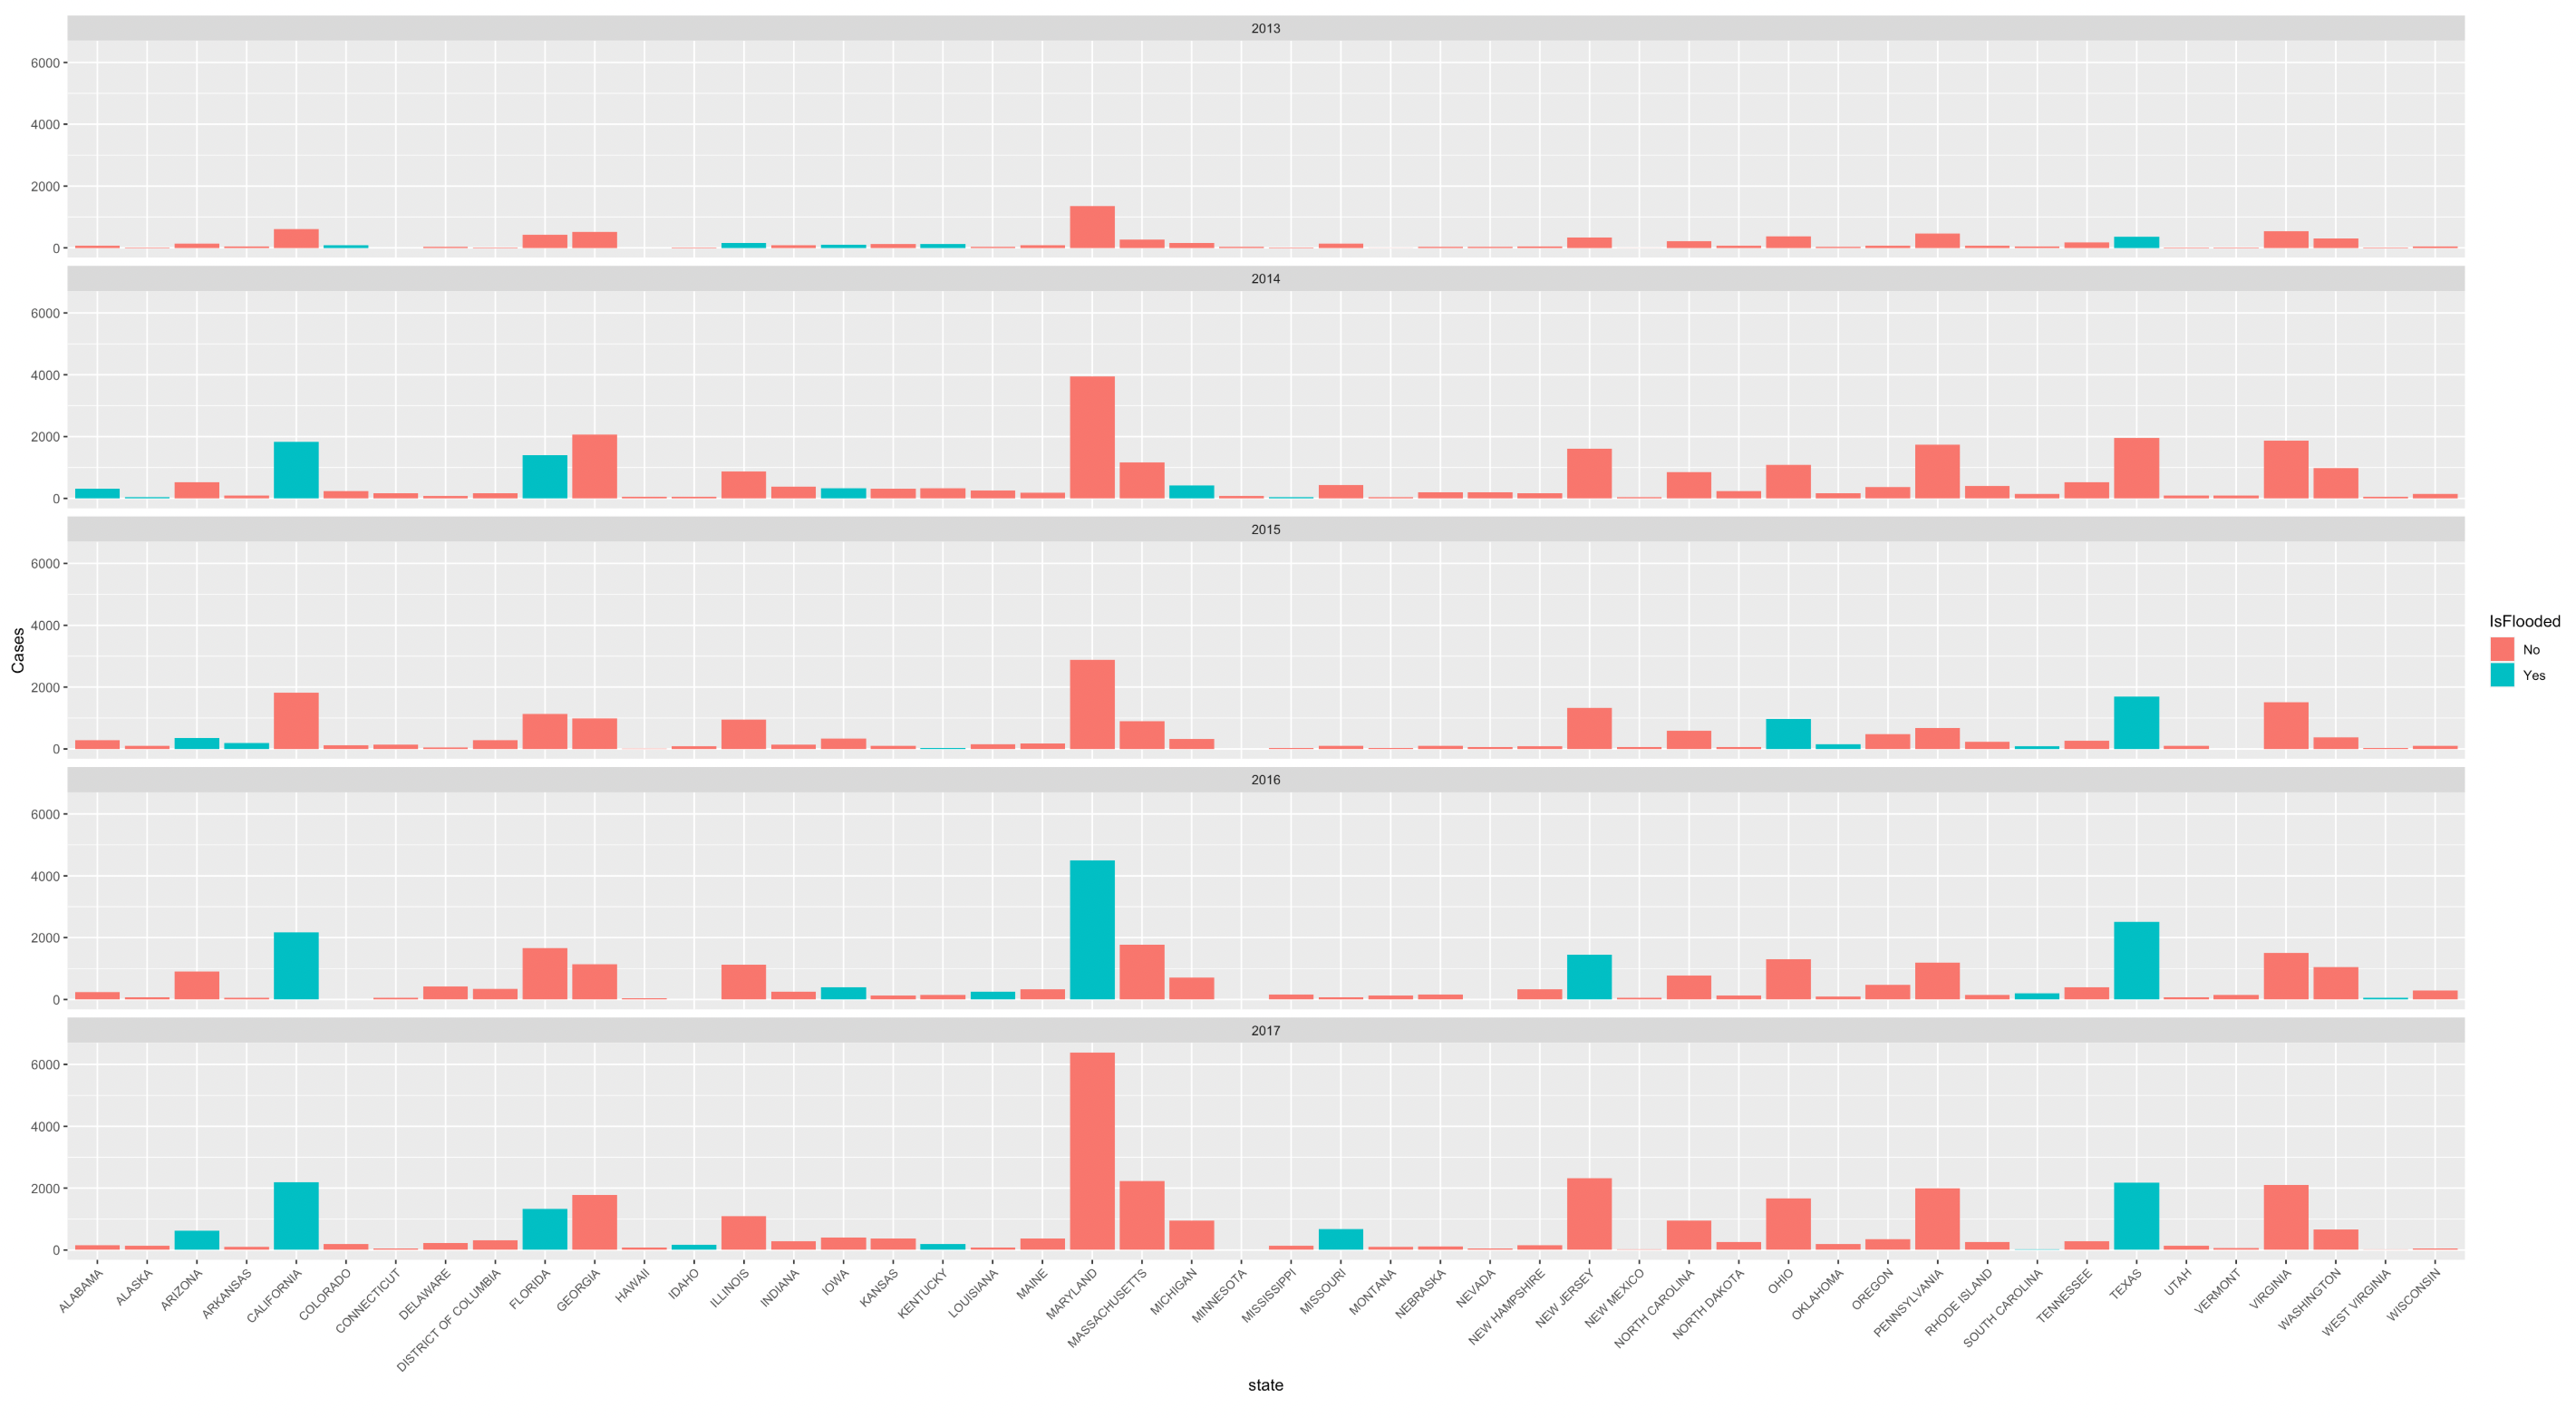 2013
6000
4000
2000
0
2014
6000
4000
2000
0
2015
6000
4000
2000
0
2016
6000
4000
2000
0
2017
6000
4000
2000
0
Cases
IsFlooded
No
Yes
ALABAMA
ALASKA
ARIZONA
ARKANSAS
CALIFORNIA
COLORADO
CONNECTICUT
DELAWARE
DISTRICT OF COLUMBIA
FLORIDA
GEORGIA
HAWAII
IDAHO
ILLINOIS
INDIANA
IOWA
KANSAS
KENTUCKY
LOUISIANA
MAINE
MARYLAND
MASSACHUSETTS
MICHIGAN
MINNESOTA
MISSISSIPPI
MISSOURI
MONTANA
NEBRASKA
NEVADA
NEW HAMPSHIRE
NEW JERSEY
NEW MEXICO
NORTH CAROLINA
NORTH DAKOTA
OHIO
OKLAHOMA
OREGON
PENNSYLVANIA
RHODE ISLAND
SOUTH CAROLINA
TENNESSEE
TEXAS
UTAH
VERMONT
VIRGINIA
WASHINGTON
WEST VIRGINIA
WISCONSIN
state